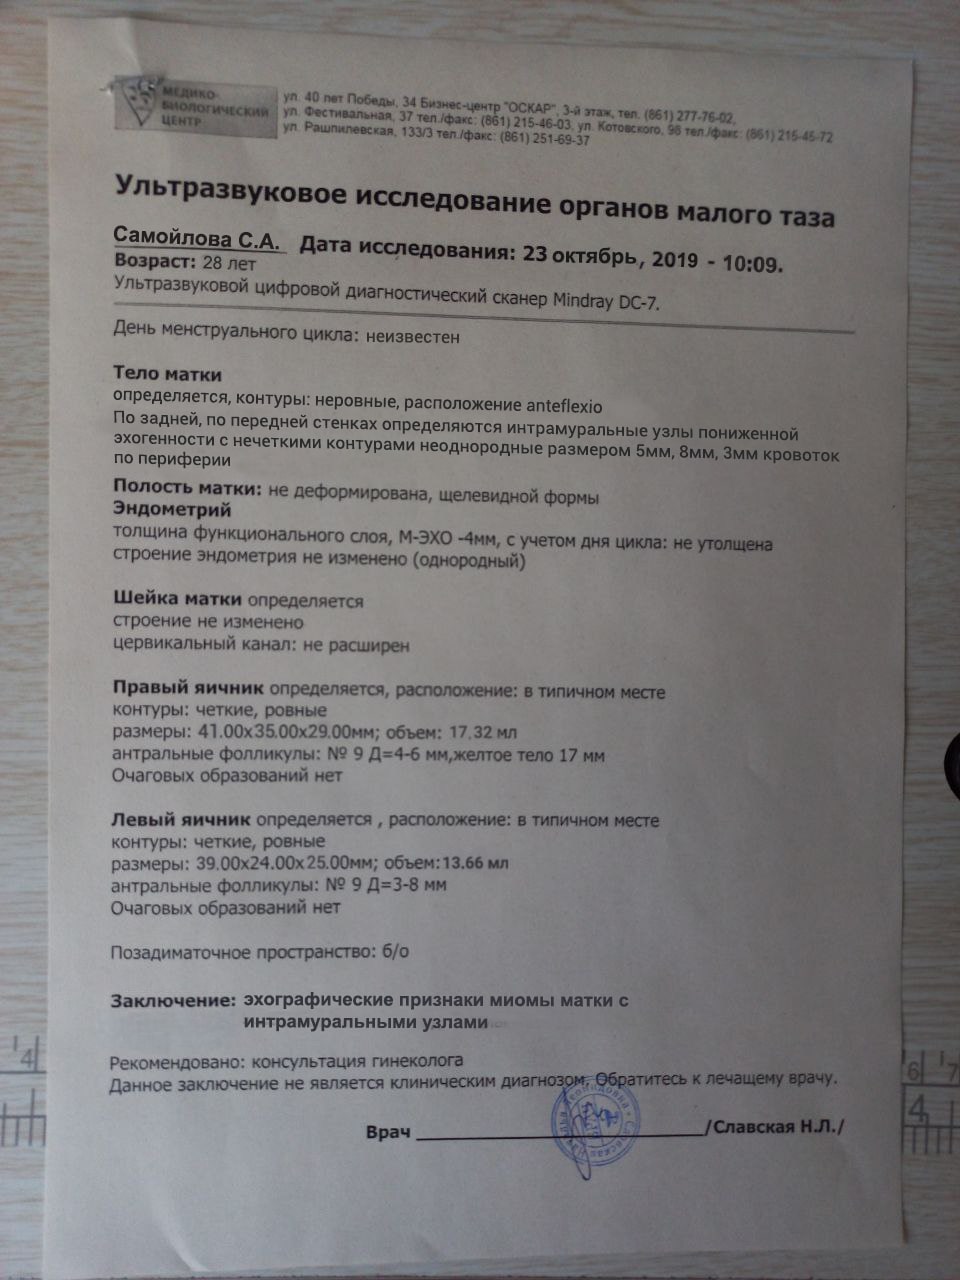 МЕДИКО-
БИОЛОГИЧЕСКИЙ
ЦЕНТР
ул. 40 лет Победы, 34 Бизнес-центр "ОСКАР", 3-й этаж, тел. (861) 277-76-02,
ул. Фестивальная, 37 тел./факс: (861) 215-46-03, ул. Котовского, 98 тел./факс: (861) 215-45-72
ул. Рашпилевская, 133/3 тел./факс: (861) 251-69-37
Ультразвуковое исследование органов малого таза
Самойлова С.А. Дата исследования: 23 октябрь, 2019 - 10:09.
Возраст: 28 лет
Ультразвуковой цифровой диагностический сканер Mindray DC-7.
День менструального цикла: неизвестен
Тело матки
определяется, контуры: неровные, расположение anteflexio
По задней, по передней стенках определяются интрамуральные узлы пониженной
эхогенности с нечеткими контурами неоднородные размером 5мм, 8мм, 3мм кровоток
по периферии
Полость матки: не деформирована, щелевидной формы
Эндометрий
толщина функционального слоя, М-ЭХО -4мм, с учетом дня цикла: не утолщена
строение эндометрия не изменено (однородный)
Шейка матки определяется
строение не изменено
цервикальный канал: не расширен
Правый яичник определяется, расположение: в типичном месте
контуры: четкие, ровные
размеры: 41.00x35.00x29.00мм; объем: 17.32 мл
антральные фолликулы: № 9 Д=4-6 мм,желтое тело 17 мм
Очаговых образований нет
Левый яичник определяется , расположение: в типичном месте
контуры: четкие, ровные
размеры: 39.00x24.00x25.00мм; объем:13.66 мл
антральные фолликулы: № 9 Д=3-8 мм
Очаговых образований нет
Позадиматочное пространство: б/о
Заключение: эхографические признаки миомы матки с
интрамуральными узлами
Рекомендовано: консультация гинеколога
Данное заключение не является клиническим диагнозом, Обратитесь к лечащему врачу.
Врач /Славская Н.Л./
4
6 7
4